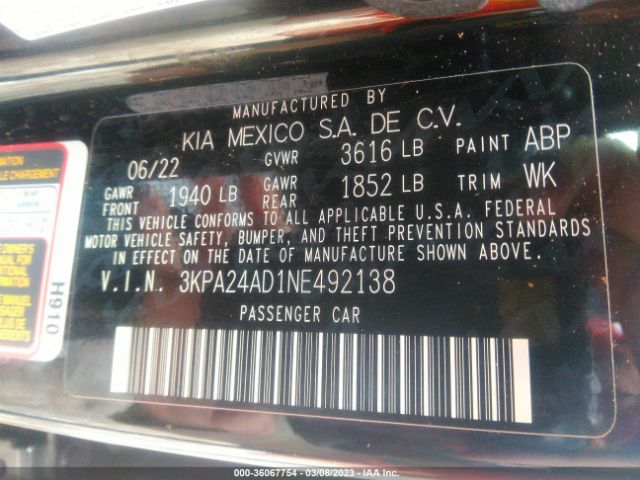 MANUFACTURED BY
KIA MEXICO S.A. DE C.V.
06/22 GVWR 3616 LB PAINT ABP
GAWR FRONT 1940 LB GAWR REAR 1852 LB TRIM WK
THIS VEHICLE CONFORMS TO ALL APPLICABLE U.S.A. FEDERAL
MOTOR VEHICLE SAFETY, BUMPER, AND THEFT PREVENTION STANDARDS
IN EFFECT ON THE DATE OF MANUFACTURE SHOWN ABOVE.
V.I.N. 3KPA24AD1NE492138
PASSENGER CAR
H910
000-36067754 - 03/08/2023 - IAA Inc.